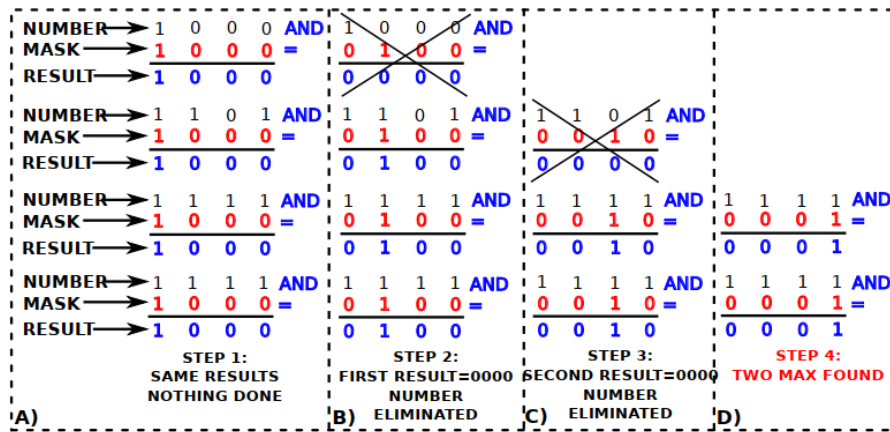 NUMBER 1 0 0 0 AND 1 0 0 0 AND
MASK 1 0 0 0 = 0 1 0 0 =
RESULT 1 0 0 0 0 0 0 0
NUMBER 1 1 0 1 AND 1 1 0 1 AND 1 1 0 1 AND
MASK 1 0 0 0 = 0 1 0 0 = 0 0 1 0 =
RESULT 1 0 0 0 0 1 0 0 0 0 0 0
NUMBER 1 1 1 1 AND 1 1 1 1 AND 1 1 1 1 AND 1 1 1 1 AND
MASK 1 0 0 0 = 0 1 0 0 = 0 0 1 0 = 0 0 0 1 =
RESULT 1 0 0 0 0 1 0 0 0 0 1 0 0 0 0 1
NUMBER 1 1 1 1 AND 1 1 1 1 AND 1 1 1 1 AND 1 1 1 1 AND
MASK 1 0 0 0 = 0 1 0 0 = 0 0 1 0 = 0 0 0 1 =
RESULT 1 0 0 0 0 1 0 0 0 0 1 0 0 0 0 1
STEP 1:
SAME RESULTS
NOTHING DONE
A)
STEP 2:
FIRST RESULT=0000
NUMBER
ELIMINATED
B)
STEP 3:
SECOND RESULT=0000
NUMBER
ELIMINATED
C)
STEP 4:
TWO MAX FOUND
D)